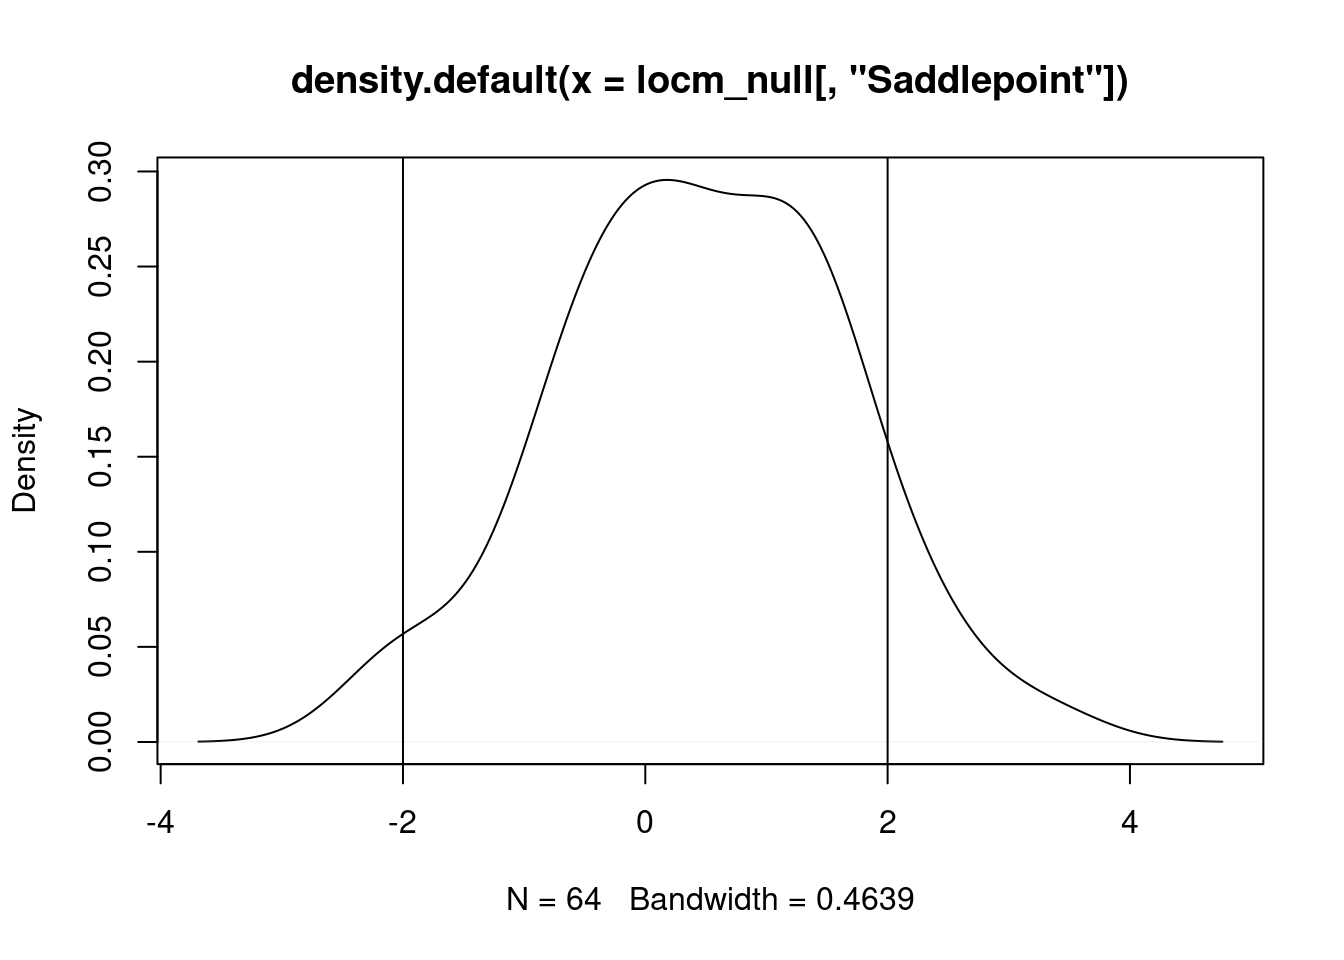 density.default(x = locm_null[, "Saddlepoint"])
Density
0.30
0.25
0.20
0.15
0.10
0.05
0.00
-4 -2 0 2 4
N = 64 Bandwidth = 0.4639